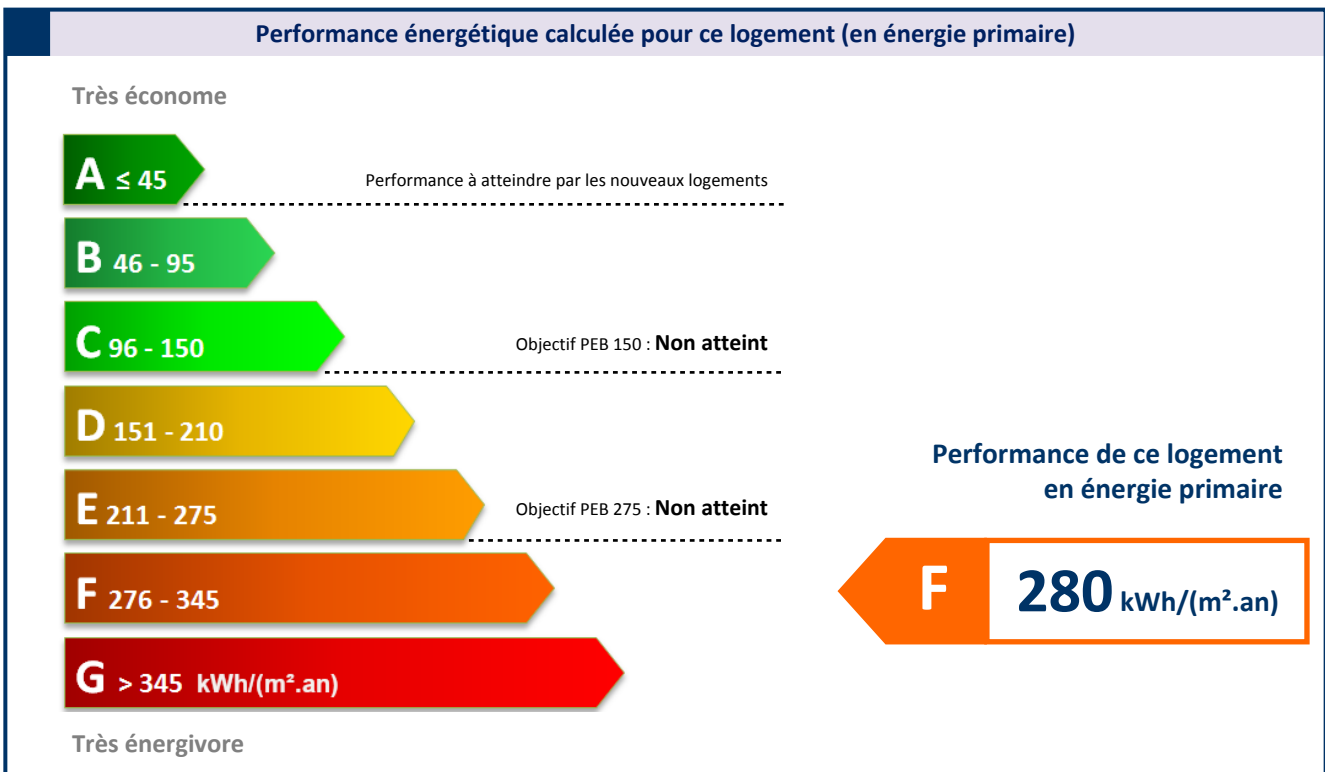 Performance énergétique calculée pour ce logement (en énergie primaire)
Très économe
A ≤ 45
Performance à atteindre par les nouveaux logements
B 46 - 95
C 96 - 150
Objectif PEB 150 : Non atteint
D 151 - 210
E 211 - 275
Objectif PEB 275 : Non atteint
F 276 - 345
G > 345 kWh/(m².an)
Très énergivore
Performance de ce logement
en énergie primaire
F 280 kWh/(m².an)